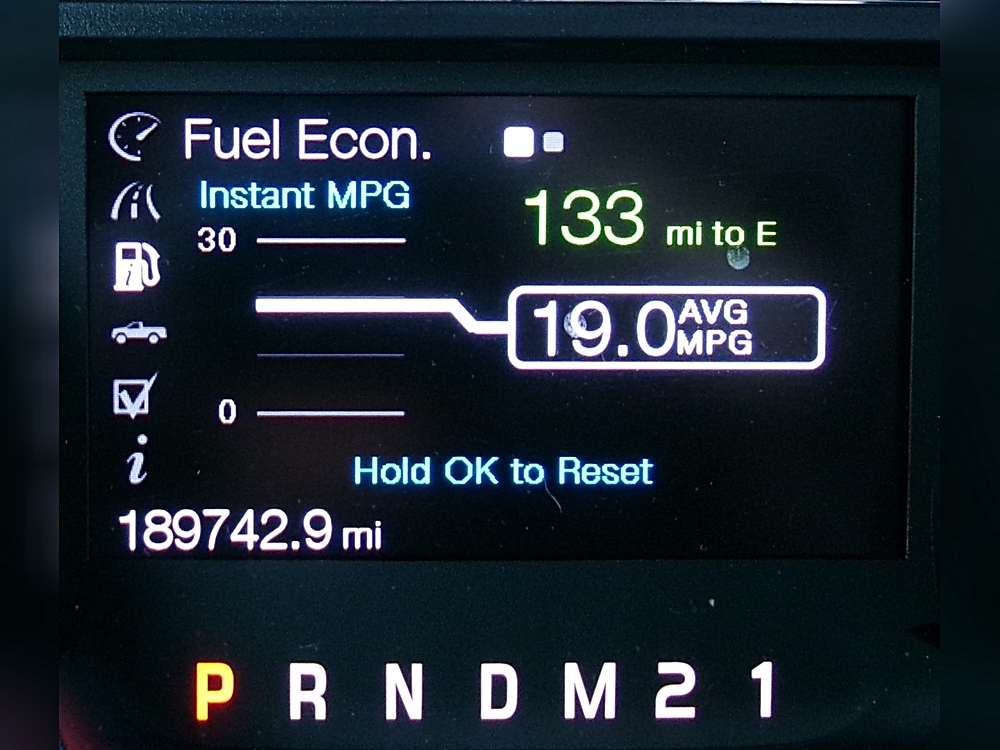 Fuel Econ.
Instant MPG
133 mi to E
30
19.0 AVG MPG
0
Hold OK to Reset
189742.9 mi
P R N D M 2 1